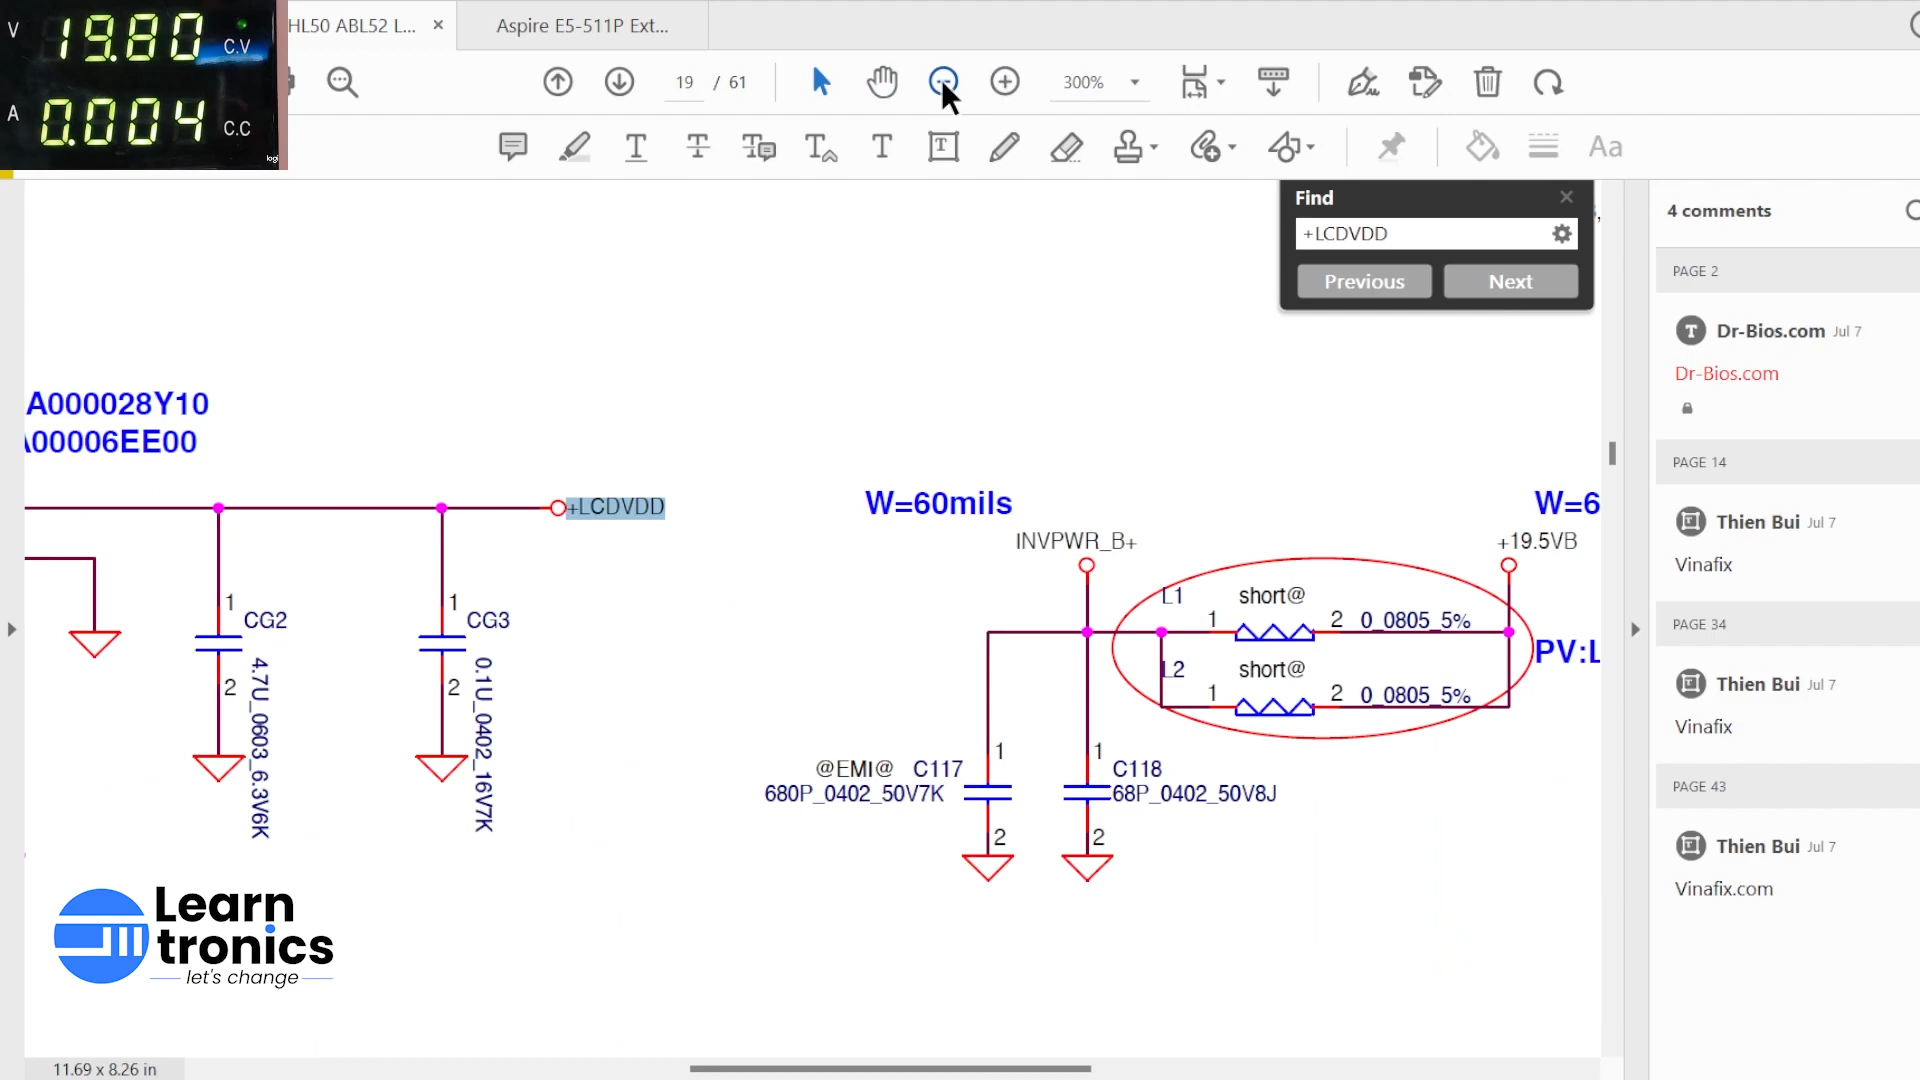 V 19.80 C.V
A 0.004 C.C
logi
HL50 ABL52 L... ×
Aspire E5-511P Ext...
19 / 61
300%
Find
+LCDVDD
Previous
Next
4 comments
PAGE 2
T Dr-Bios.com Jul 7
Dr-Bios.com
PAGE 14
Thien Bui Jul 7
Vinafix
PAGE 34
Thien Bui Jul 7
Vinafix
PAGE 43
Thien Bui Jul 7
Vinafix.com
A000028Y10
A00006EE00
+LCDVDD
1
CG2
4.7U_0603_6.3V6K
2
1
CG3
0.1U_0402_16V7K
2
W=60mils
INVPWR_B+
W=6
+19.5VB
L1 short@
1 2 0_0805_5%
PV:L
L2 short@
1 2 0_0805_5%
1
@EMI@ C117
680P_0402_50V7K
2
1
C118
68P_0402_50V8J
2
Learn
tronics
let's change
11.69 x 8.26 in